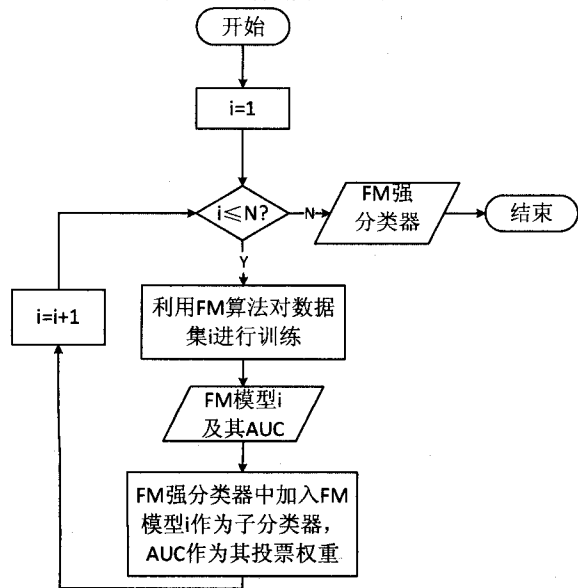 开始
i=1
i≤N?
N
FM强
分类器
结束
Y
利用FM算法对数据
集i进行训练
i=i+1
FM模型i
及其AUC
FM强分类器中加入FM
模型i作为子分类器，
AUC作为其投票权重